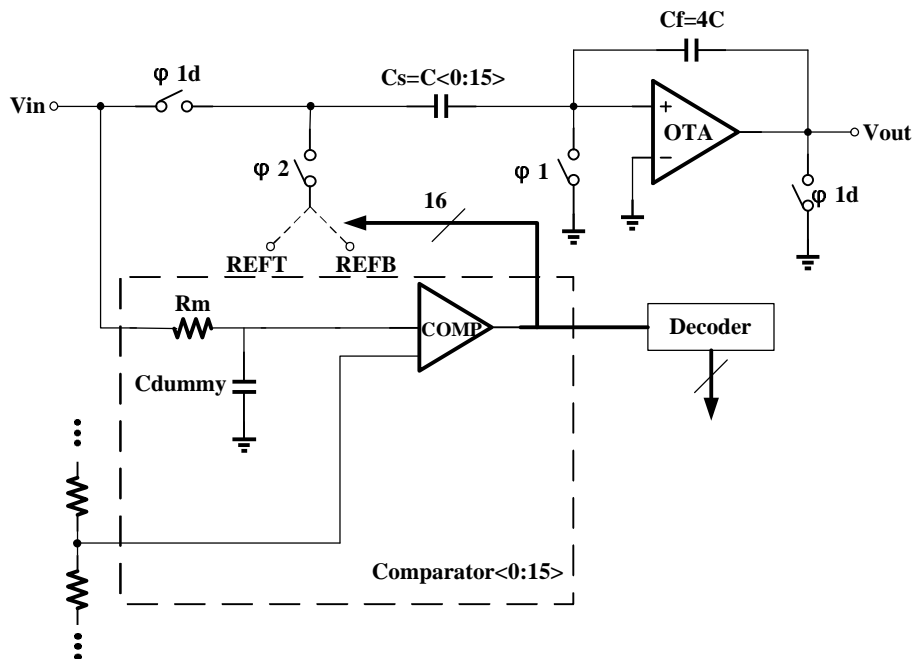 Cf=4C
φ 1d
Cs=C<0:15>
Vin
+
OTA
−
Vout
φ 2
φ 1
φ 1d
16
REFT
REFB
Rm
COMP
Decoder
Cdummy
Comparator<0:15>